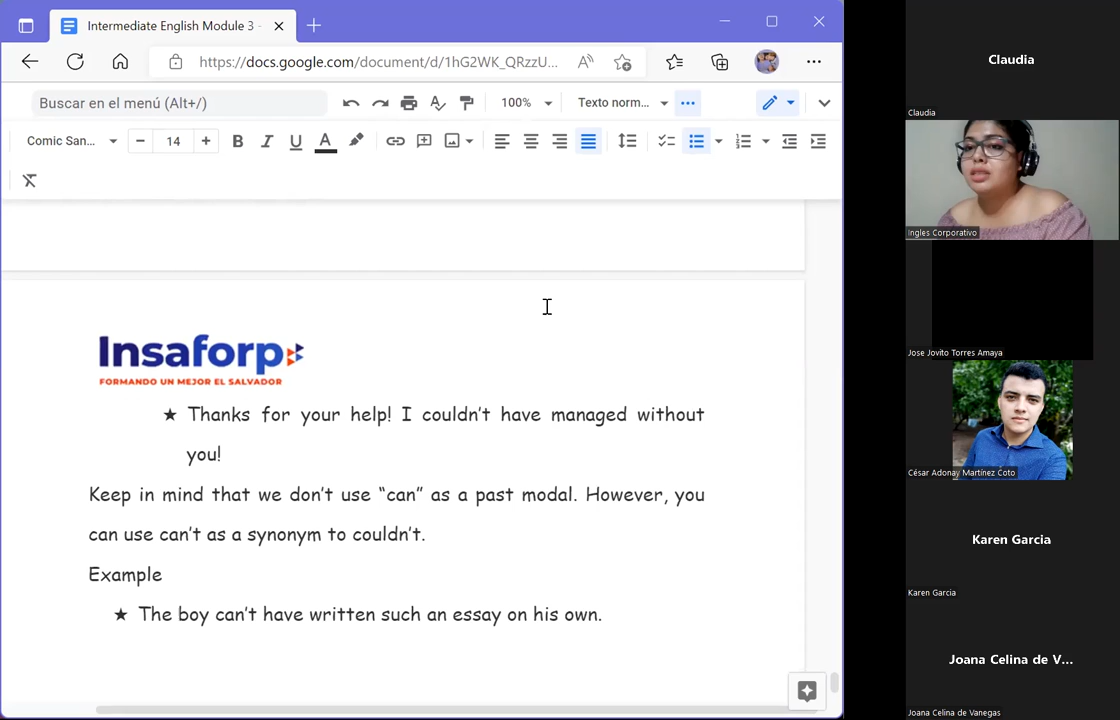 Intermediate English Module 3 -
https://docs.google.com/document/d/1hG2WK_QRzzU...
Buscar en el menú (Alt+/)
100%
Texto norm...
Comic San...
14
Insaforp
FORMANDO UN MEJOR EL SALVADOR
★ Thanks for your help! I couldn't have managed without
you!
Keep in mind that we don't use "can" as a past modal. However, you
can use can't as a synonym to couldn't.
Example
★ The boy can't have written such an essay on his own.
Claudia
Claudia
Ingles Corporativo
Jose Jovito Torres Amaya
César Adonay Martínez Coto
Karen Garcia
Karen Garcia
Joana Celina de V...
Joana Celina de Vanegas